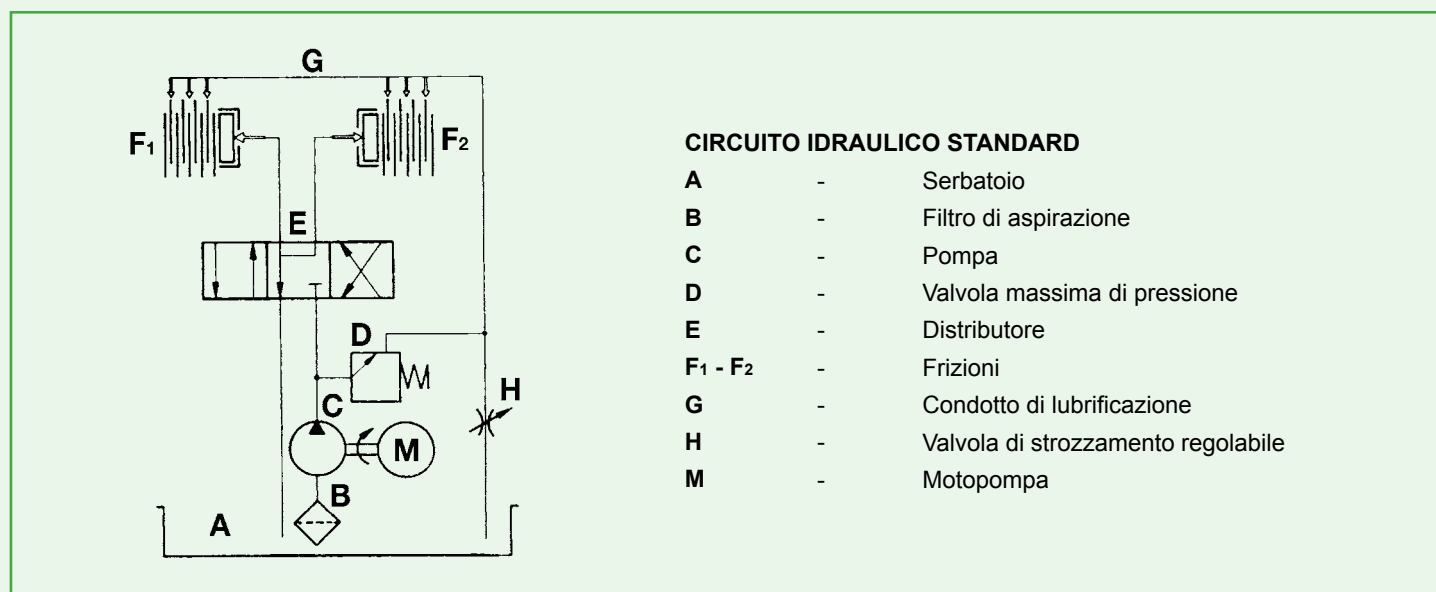 G
F1
F2
E
D
C
H
M
B
A
CIRCUITO IDRAULICO STANDARD
A - Serbatoio
B - Filtro di aspirazione
C - Pompa
D - Valvola massima di pressione
E - Distributore
F1 - F2 - Frizioni
G - Condotto di lubrificazione
H - Valvola di strozzamento regolabile
M - Motopompa